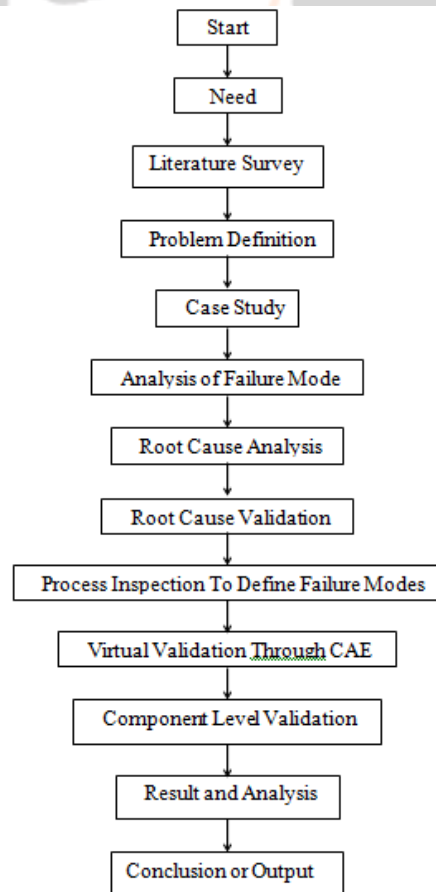 Start
Need
Literature Survey
Problem Definition
Case Study
Analysis of Failure Mode
Root Cause Analysis
Root Cause Validation
Process Inspection To Define Failure Modes
Virtual Validation Through CAE
Component Level Validation
Result and Analysis
Conclusion or Output